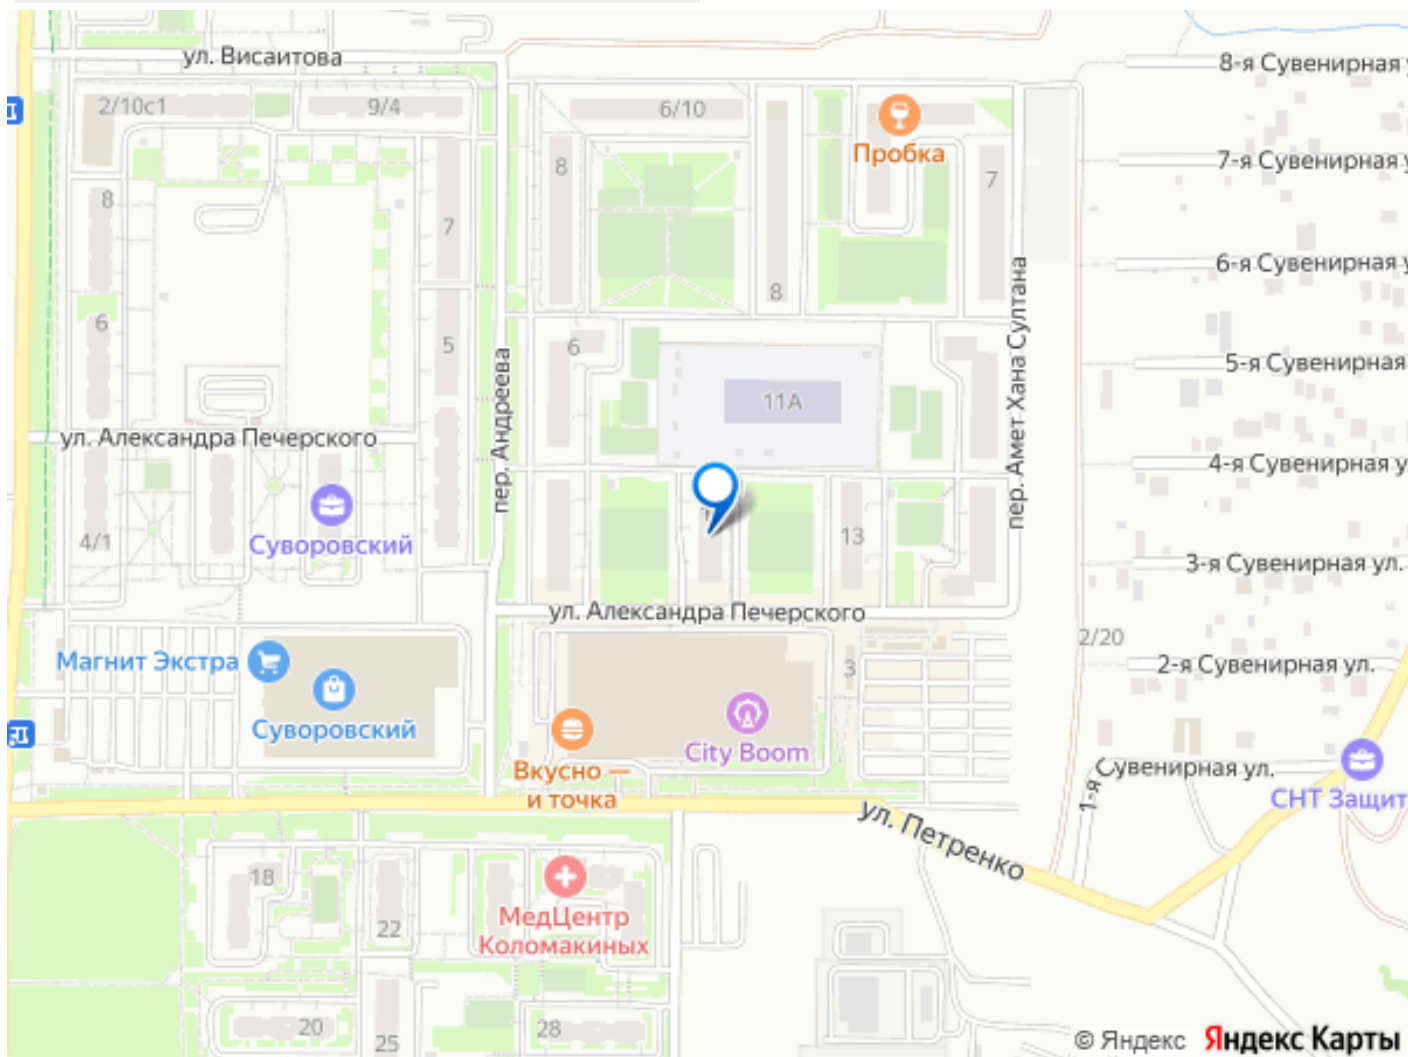 ул. Висаитова
8-я Сувенирная
2/10с1
9/4
6/10
Пробка
7-я Сувенирная
8
7
8
7
6-я Сувенирная
8
6
5
6
пер. Андреева
пер. Амет Хана Султана
5-я Сувенирная
11А
ул. Александра Печерского
4-я Сувенирная
4/1
Суворовский
13
3-я Сувенирная ул.
ул. Александра Печерского
2/20
Магнит Экстра
3
2-я Сувенирная ул.
Суворовский
City Boom
Вкусно —
и точка
1-я Сувенирная ул.
СНТ Защит
ул. Петренко
18
22
МедЦентр
Коломакиных
20
25
28
© Яндекс Яндекс Карты